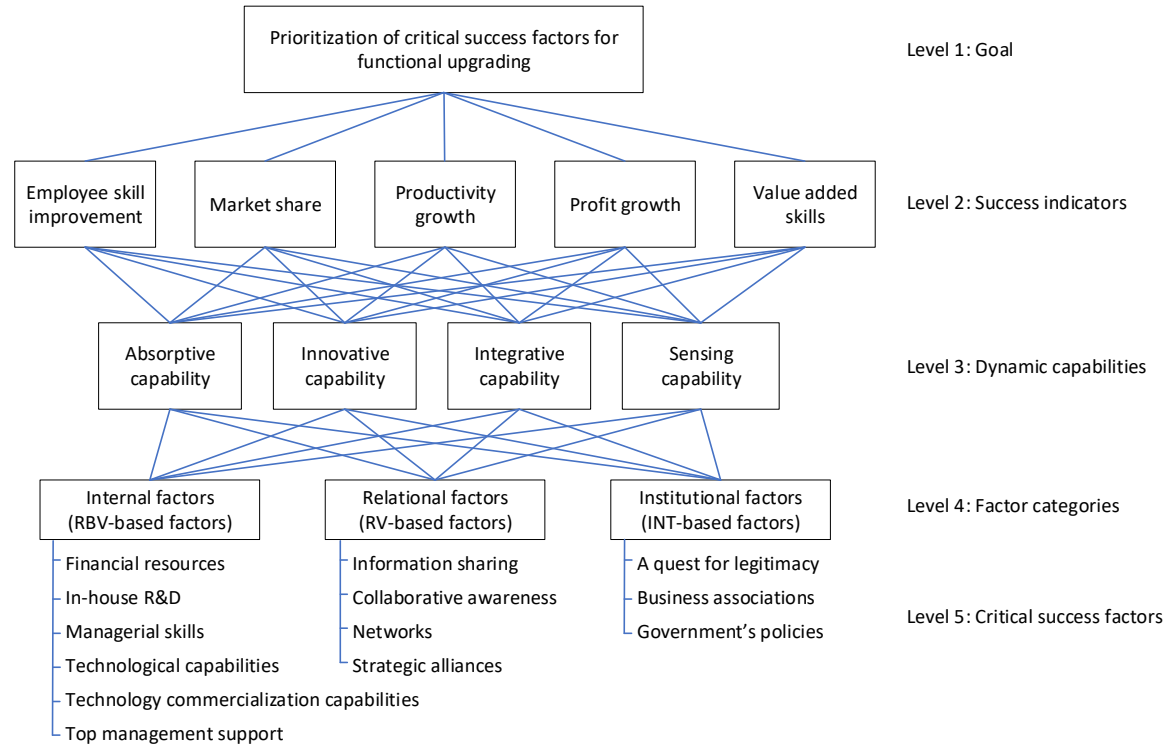 Prioritization of critical success factors for
functional upgrading
Level 1: Goal
Employee skill
improvement
Market share
Productivity
growth
Profit growth
Value added
skills
Level 2: Success indicators
Absorptive
capability
Innovative
capability
Integrative
capability
Sensing
capability
Level 3: Dynamic capabilities
Internal factors
(RBV-based factors)
Relational factors
(RV-based factors)
Institutional factors
(INT-based factors)
Level 4: Factor categories
Financial resources
In-house R&D
Managerial skills
Technological capabilities
Technology commercialization capabilities
Top management support
Information sharing
Collaborative awareness
Networks
Strategic alliances
A quest for legitimacy
Business associations
Government’s policies
Level 5: Critical success factors